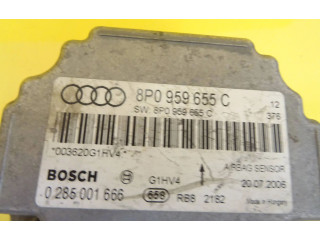 8P0 959 655 C
12
SW. 8P0 959 655 C
376
*003620G1HV4*
BOSCH
G1HV4
AIRBAG SENSOR
20.07.2006
0 285 001 666
658
RB8 2182
Made in Hungary